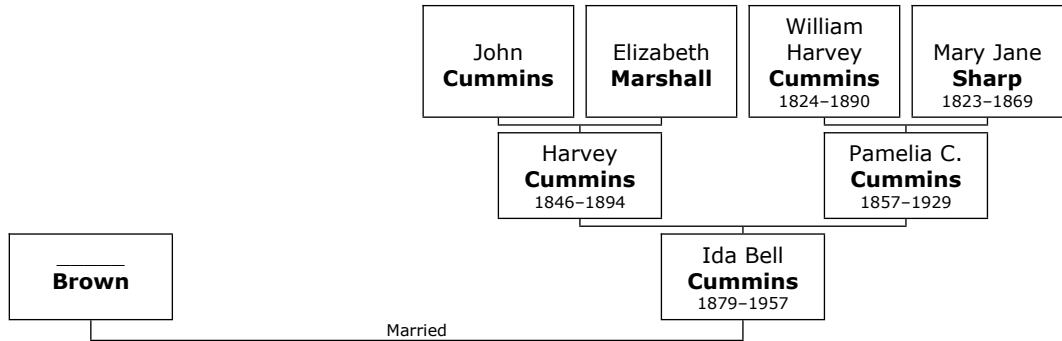 John
Cummins
Elizabeth
Marshall
William
Harvey
Cummins
1824–1890
Mary Jane
Sharp
1823–1869
Harvey
Cummins
1846–1894
Pamelia C.
Cummins
1857–1929
______
Brown
Ida Bell
Cummins
1879–1957
Married